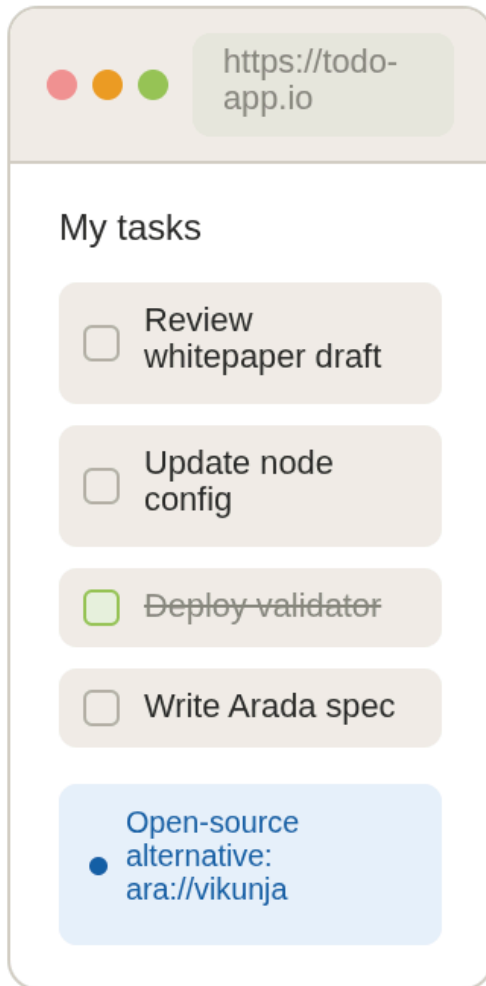 https://todo-
app.io
My tasks
Review
whitepaper draft
Update node
config
Deploy validator
Write Arada spec
Open-source
alternative:
ara://vikunja